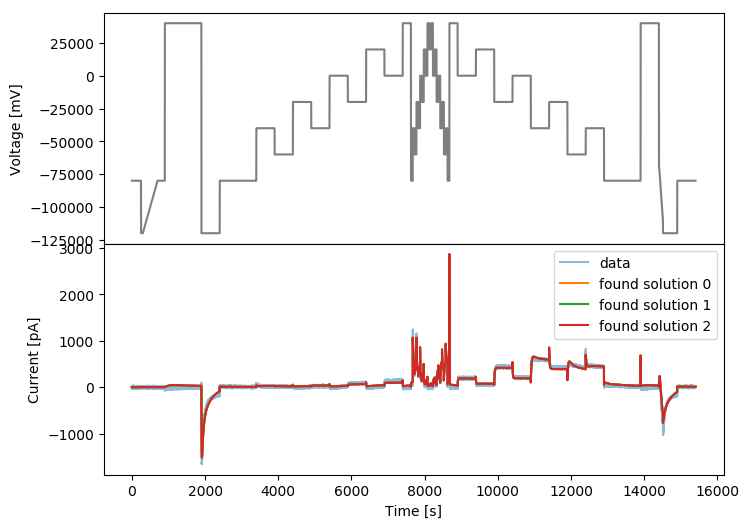 Voltage [mV]
25000
0
−25000
−50000
−75000
−100000
−125000
Current [pA]
3000
2000
1000
0
−1000
data
found solution 0
found solution 1
found solution 2
0 2000 4000 6000 8000 10000 12000 14000 16000
Time [s]